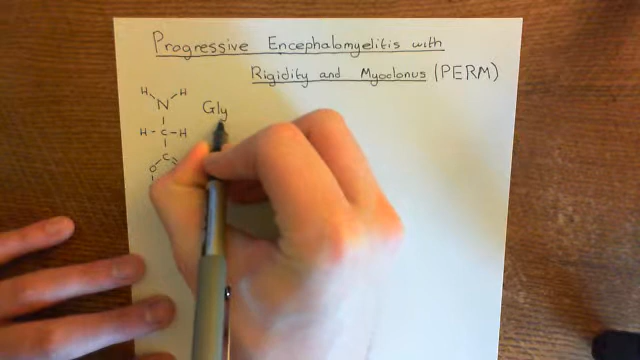 Progressive Encephalomyelitis with
Rigidity and Myoclonus (PERM)
H H
N
Gly
H-C-H
C
O